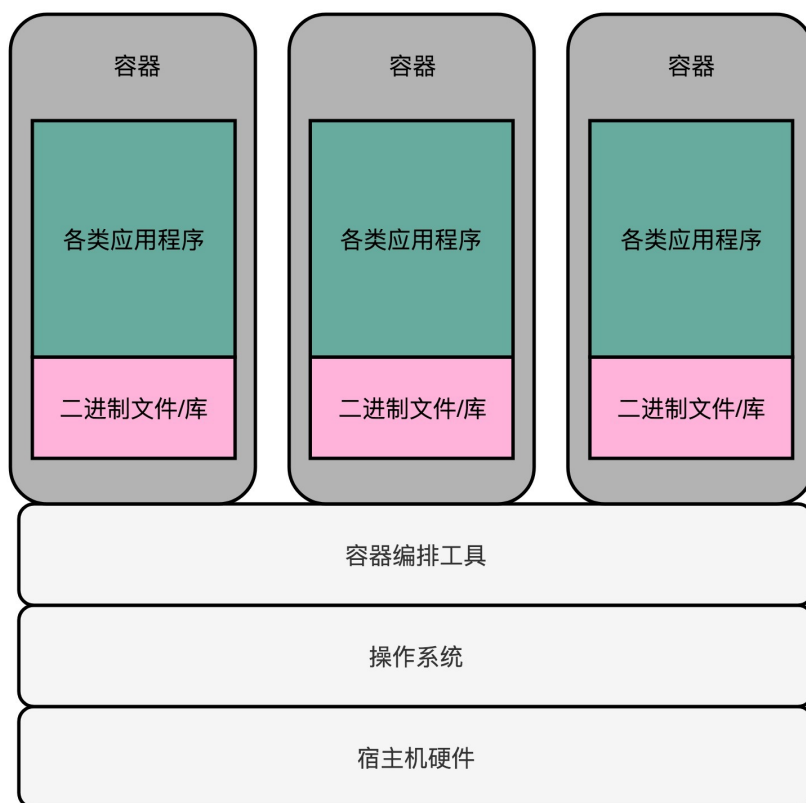 容器
容器
容器
各类应用程序
各类应用程序
各类应用程序
二进制文件/库
二进制文件/库
二进制文件/库
容器编排工具
操作系统
宿主机硬件